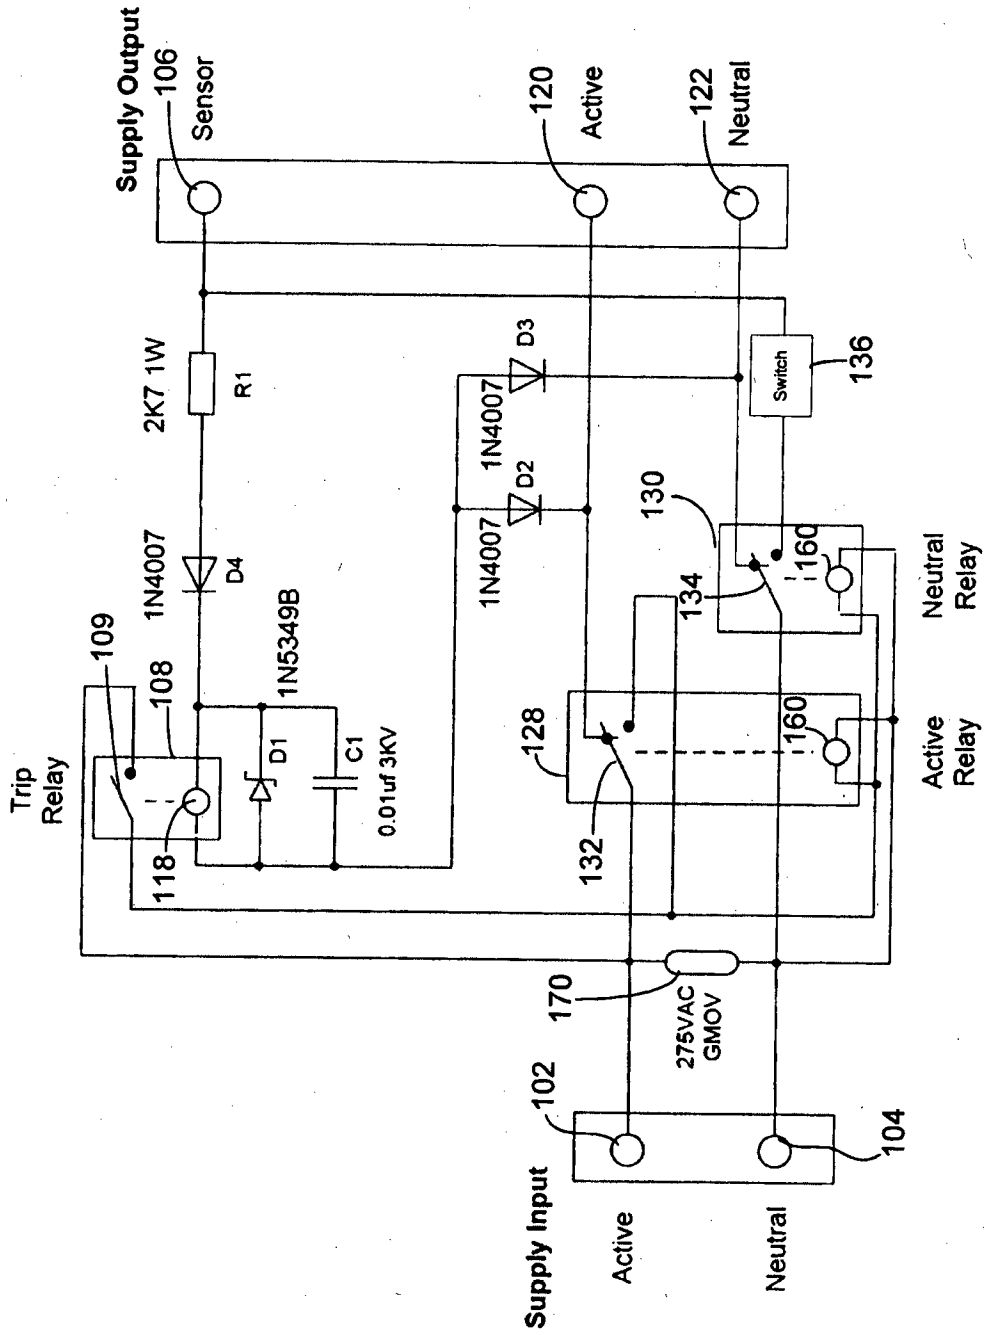 Supply Output
106
Sensor
120
Active
122
Neutral
2K7 1W
R1
1N4007
D4
1N4007
D3
1N4007
D2
Switch
136
109
108
Trip
Relay
118
1N5349B
D1
C1
0.01uf 3KV
130
134
160
Neutral
Relay
128
132
160
Active
Relay
170
275VAC
GMOV
102
104
Supply Input
Active
Neutral